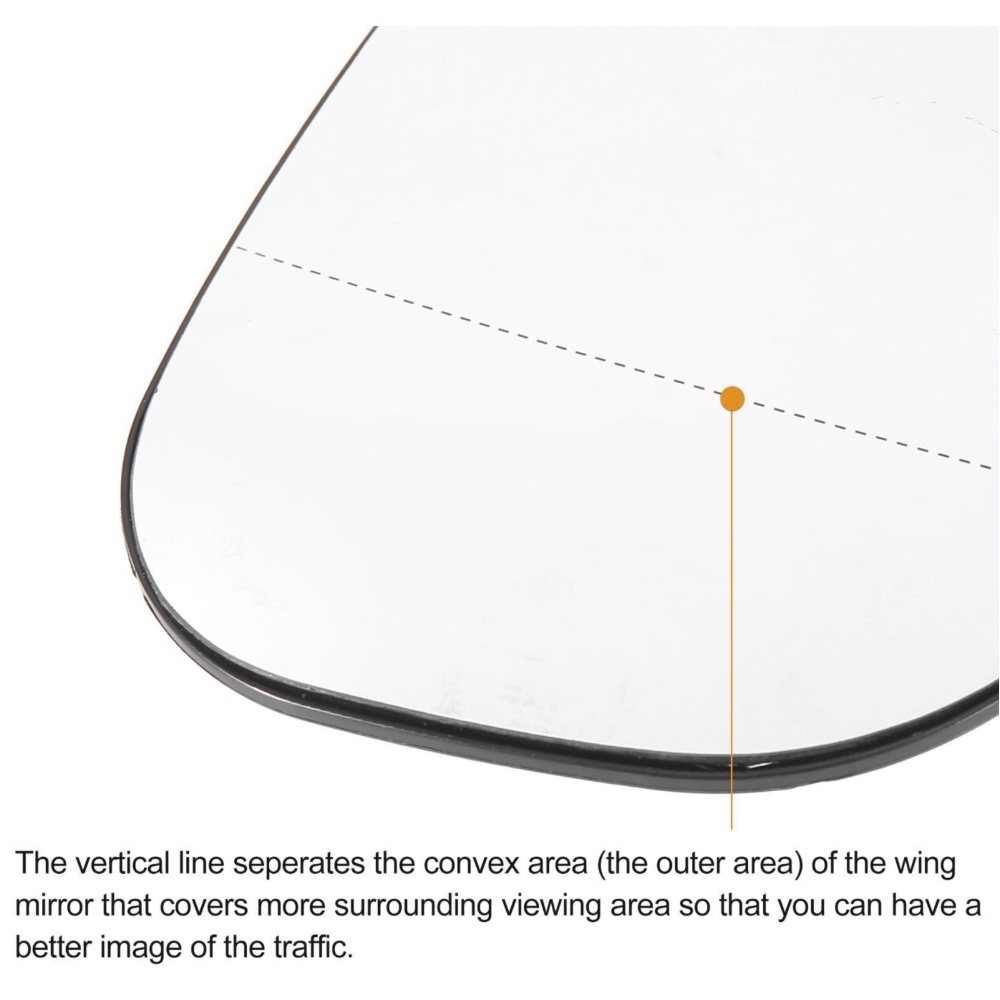 The vertical line seperates the convex area (the outer area) of the wing
mirror that covers more surrounding viewing area so that you can have a
better image of the traffic.